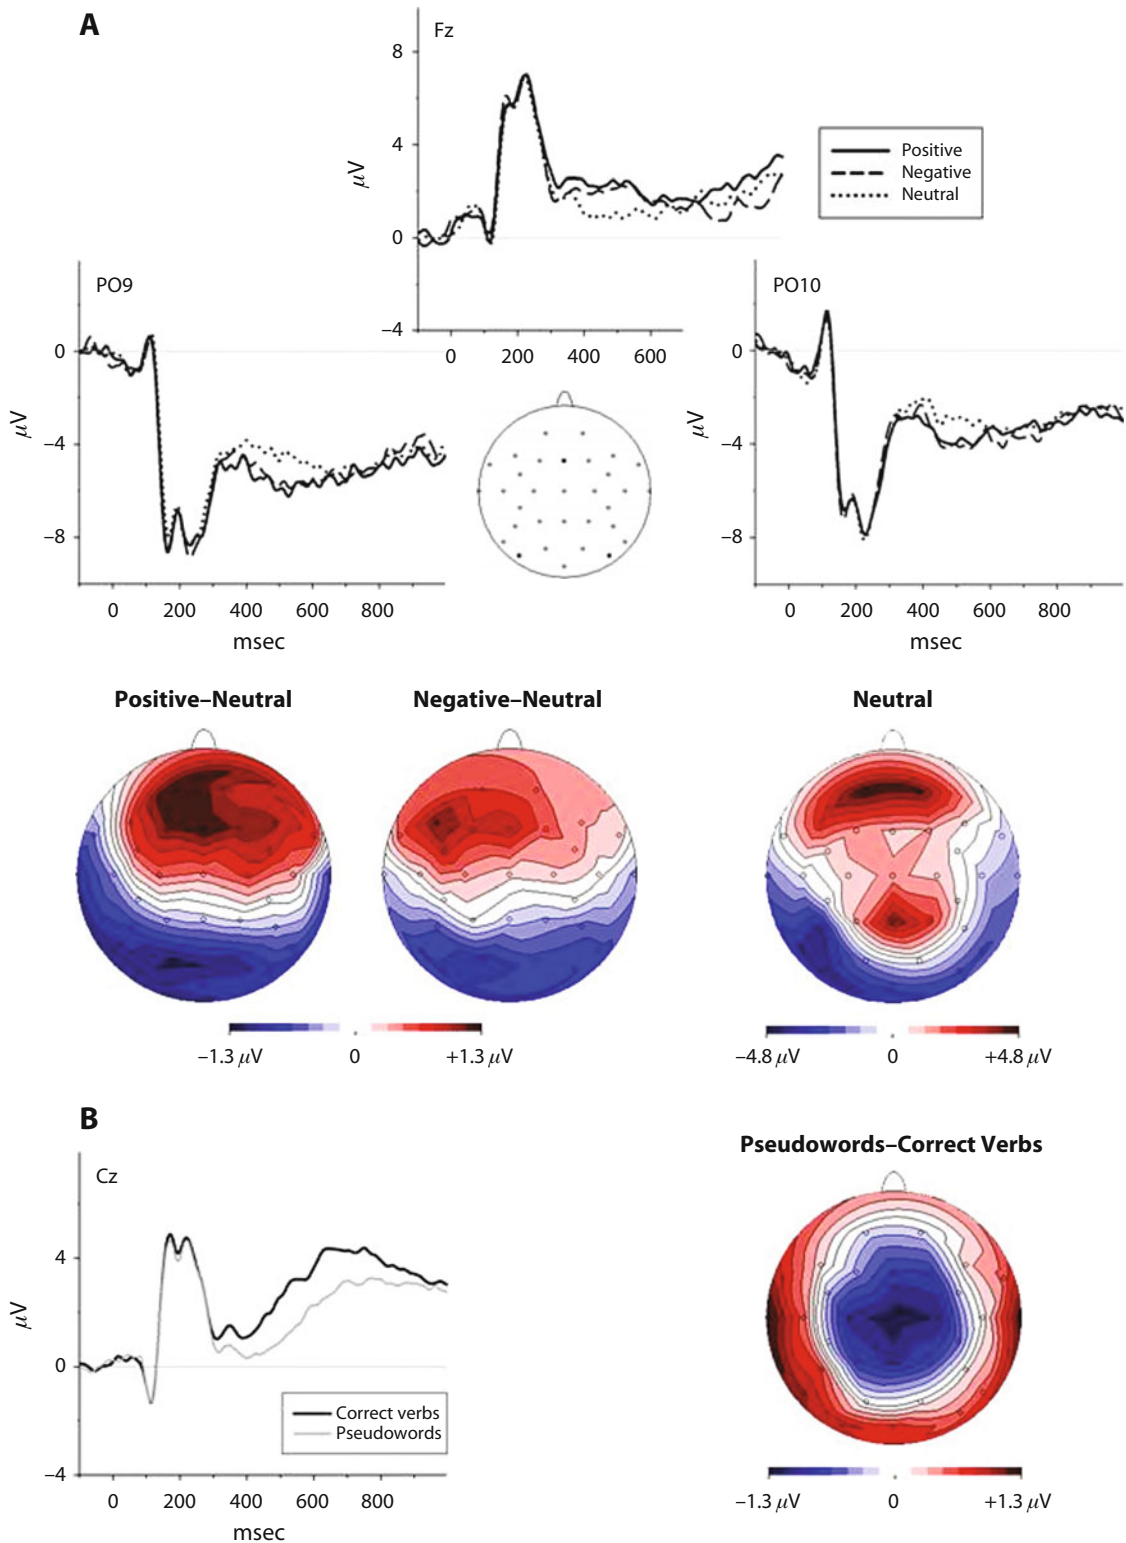 A
Fz
8
4
0
−4
μV
0 200 400 600
Positive
Negative
Neutral
PO9
0
−4
−8
μV
0 200 400 600 800
msec
PO10
0
−4
−8
μV
0 200 400 600 800
msec
Positive–Neutral
Negative–Neutral
Neutral
−1.3 μV 0 +1.3 μV
−4.8 μV 0 +4.8 μV
B
Cz
4
0
−4
μV
Correct verbs
Pseudowords
0 200 400 600 800
msec
Pseudowords–Correct Verbs
−1.3 μV 0 +1.3 μV